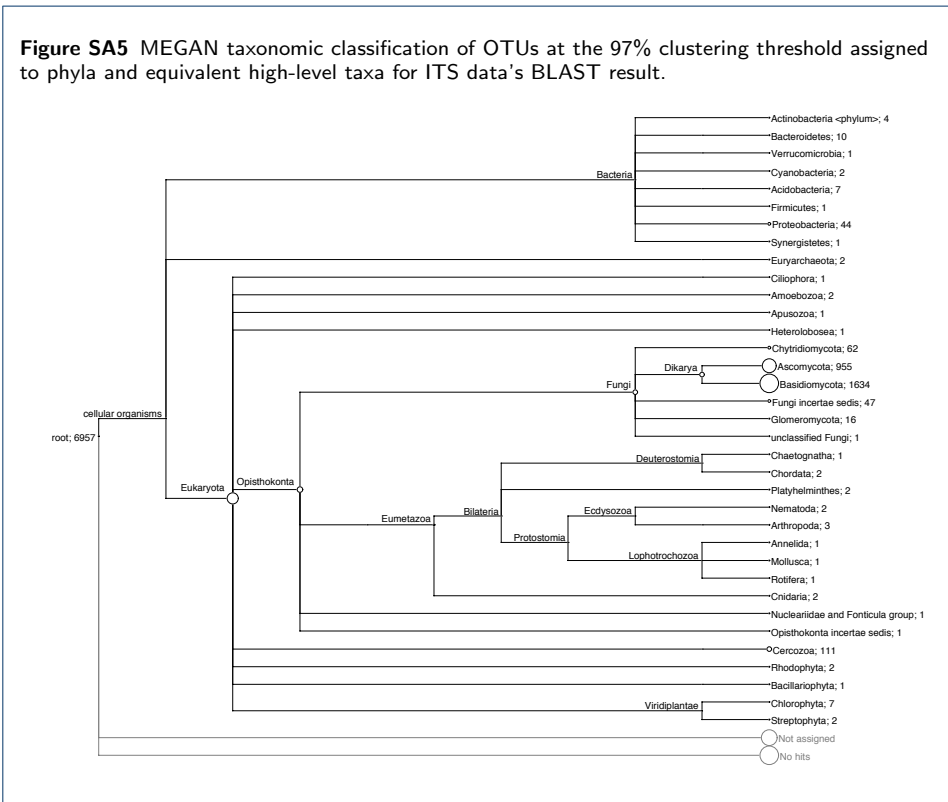 Figure SA5 MEGAN taxonomic classification of OTUs at the 97% clustering threshold assigned
to phyla and equivalent high-level taxa for ITS data's BLAST result.
Actinobacteria <phylum>; 4
Bacteroidetes; 10
Verrucomicrobia; 1
Cyanobacteria; 2
Bacteria
Acidobacteria; 7
Firmicutes; 1
Proteobacteria; 44
Synergistetes; 1
Euryarchaeota; 2
Ciliophora; 1
Amoebozoa; 2
Apusozoa; 1
Heterolobosea; 1
Chytridiomycota; 62
Dikarya
Ascomycota; 955
Fungi
Basidiomycota; 1634
Fungi incertae sedis; 47
cellular organisms
Glomeromycota; 16
root; 6957
unclassified Fungi; 1
Chaetognatha; 1
Deuterostomia
Chordata; 2
Eukaryota
Opisthokonta
Platyhelminthes; 2
Nematoda; 2
Ecdysozoa
Bilateria
Eumetazoa
Arthropoda; 3
Protostomia
Annelida; 1
Lophotrochozoa
Mollusca; 1
Rotifera; 1
Cnidaria; 2
Nucleariidae and Fonticula group; 1
Opisthokonta incertae sedis; 1
Cercozoa; 111
Rhodophyta; 2
Bacillariophyta; 1
Viridiplantae
Chlorophyta; 7
Streptophyta; 2
Not assigned
No hits